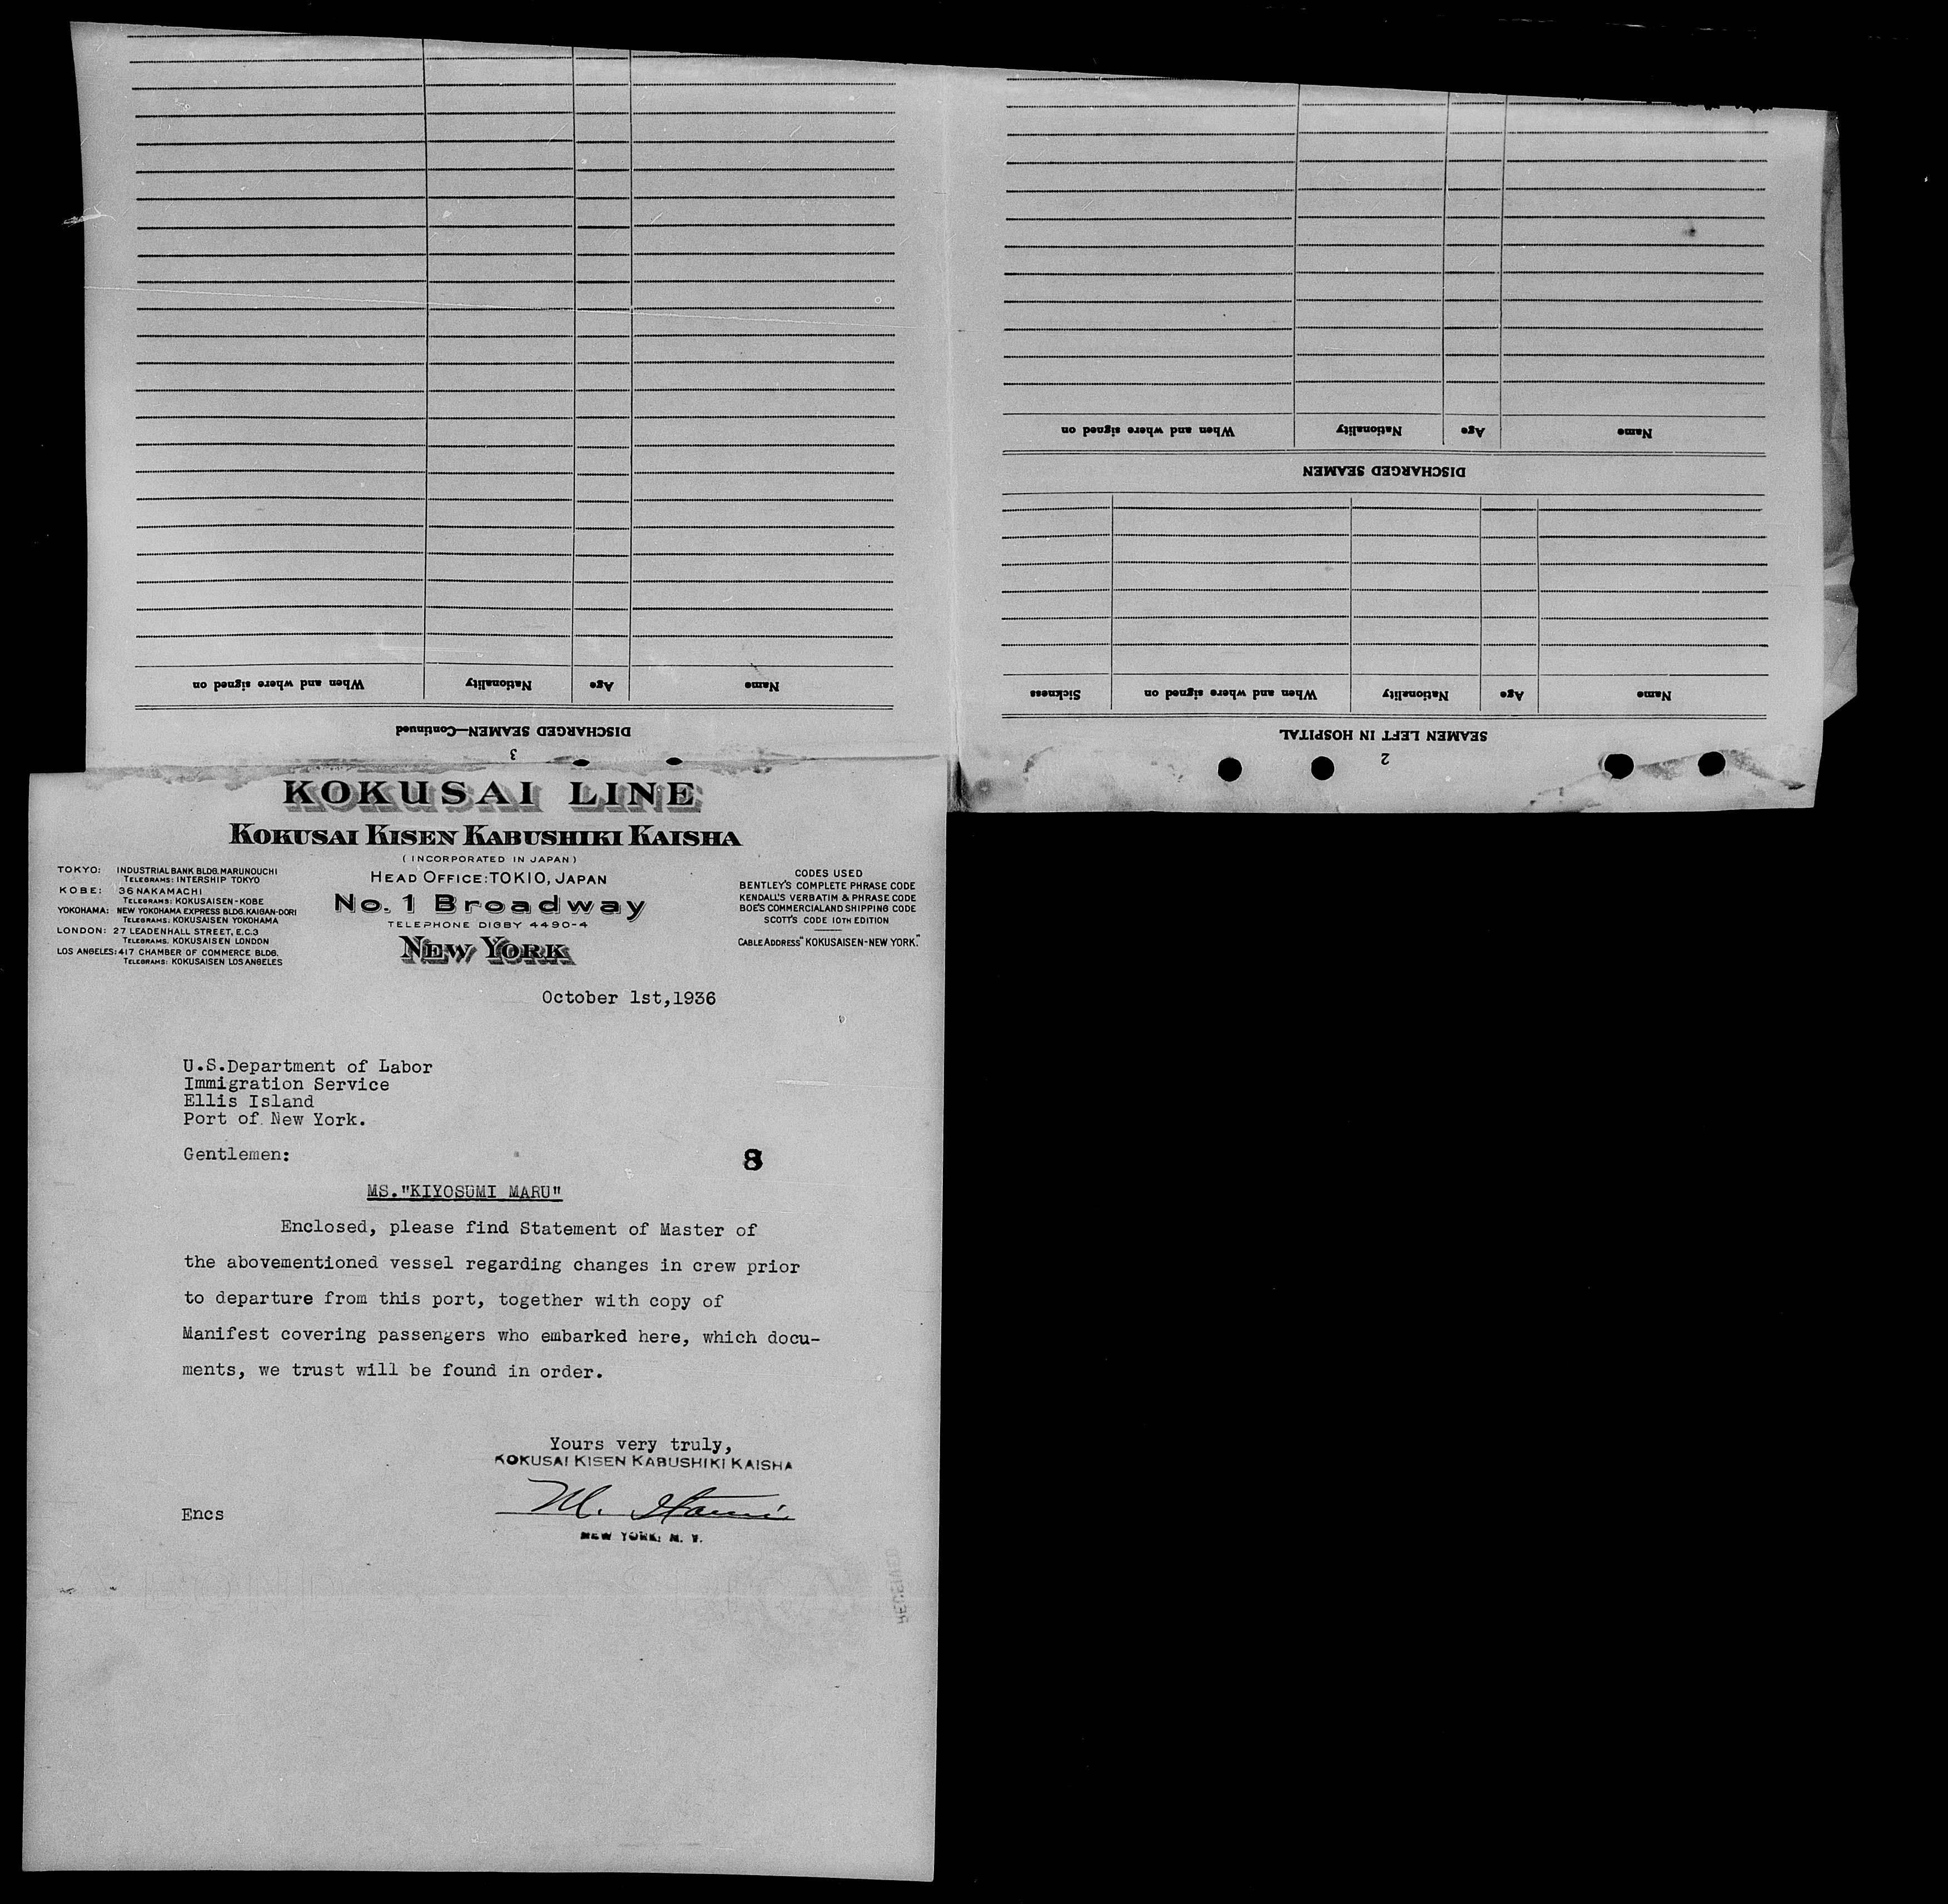 3
DISCHARGED SEAMEN—Continued
Name Age Nationality When and where signed on
2
SEAMEN LEFT IN HOSPITAL
Name Age Nationality When and where signed on Sickness
DISCHARGED SEAMEN
Name Age Nationality When and where signed on
KOKUSAI LINE
KOKUSAI KISEN KABUSHIKI KAISHA
(INCORPORATED IN JAPAN)
HEAD OFFICE: TOKIO, JAPAN
No. 1 Broadway
TELEPHONE DIGBY 4490-4
NEW YORK
TOKYO: INDUSTRIAL BANK BLDG. MARUNOUCHI
TELEGRAMS: INTERSHIP TOKYO
KOBE: 36 NAKAMACHI
TELEGRAMS: KOKUSAISEN-KOBE
YOKOHAMA: NEW YOKOHAMA EXPRESS BLDG. KAIGAN-DORI
TELEGRAMS: KOKUSAISEN YOKOHAMA
LONDON: 27 LEADENHALL STREET, E.C.3
TELEGRAMS. KOKUSAISEN LONDON
LOS ANGELES: 417 CHAMBER OF COMMERCE BLDG.
TELEGRAMS: KOKUSAISEN LOS ANGELES
CODES USED
BENTLEY'S COMPLETE PHRASE CODE
KENDALL'S VERBATIM & PHRASE CODE
BOE'S COMMERCIAL AND SHIPPING CODE
SCOTT'S CODE 10TH EDITION
CABLE ADDRESS "KOKUSAISEN-NEW YORK."
October 1st,1936
U.S.Department of Labor
Immigration Service
Ellis Island
Port of New York.
Gentlemen:
8
MS."KIYOSUMI MARU"
Enclosed, please find Statement of Master of
the abovementioned vessel regarding changes in crew prior
to departure from this port, together with copy of
Manifest covering passengers who embarked here, which docu-
ments, we trust will be found in order.
Yours very truly,
KOKUSAI KISEN KABUSHIKI KAISHA
M.
NEW YORK, N. Y.
Encs
RECEIVED